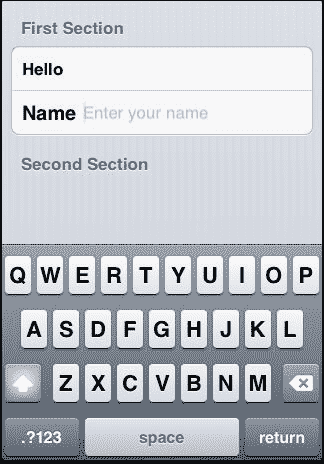 First Section
Hello
Name Enter your name
Second Section
Q W E R T Y U I O P
A S D F G H J K L
Z X C V B N M
.?123 space return